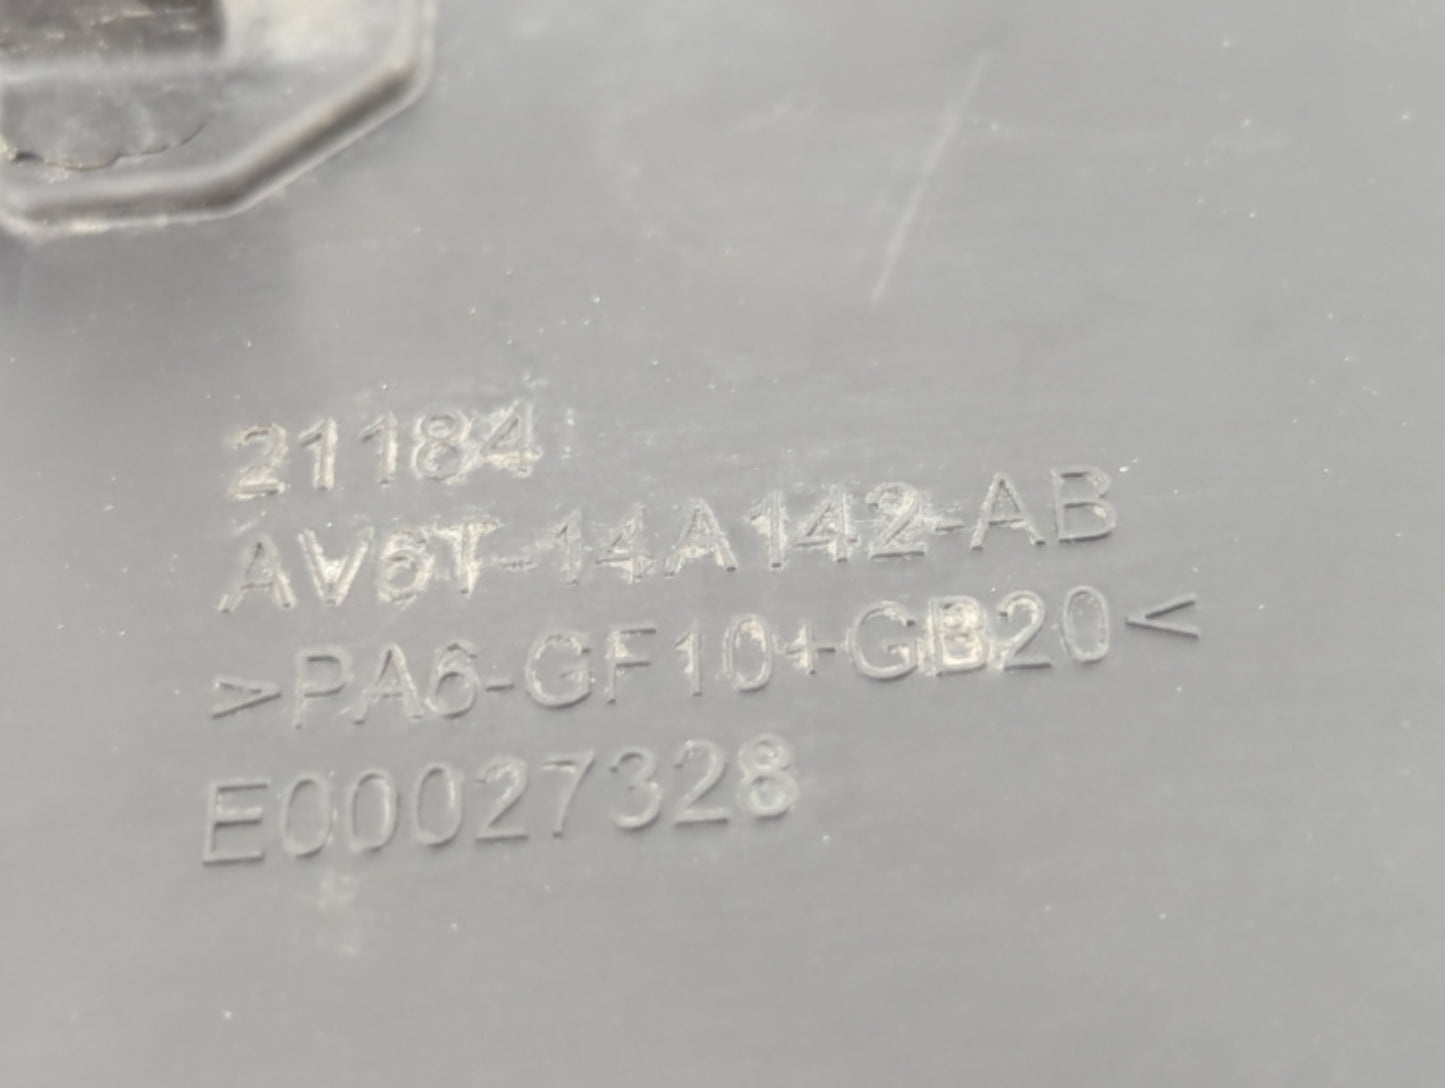 21184
AV6T-14A142-AB
>PA6-GF10+GB20<
E00027328